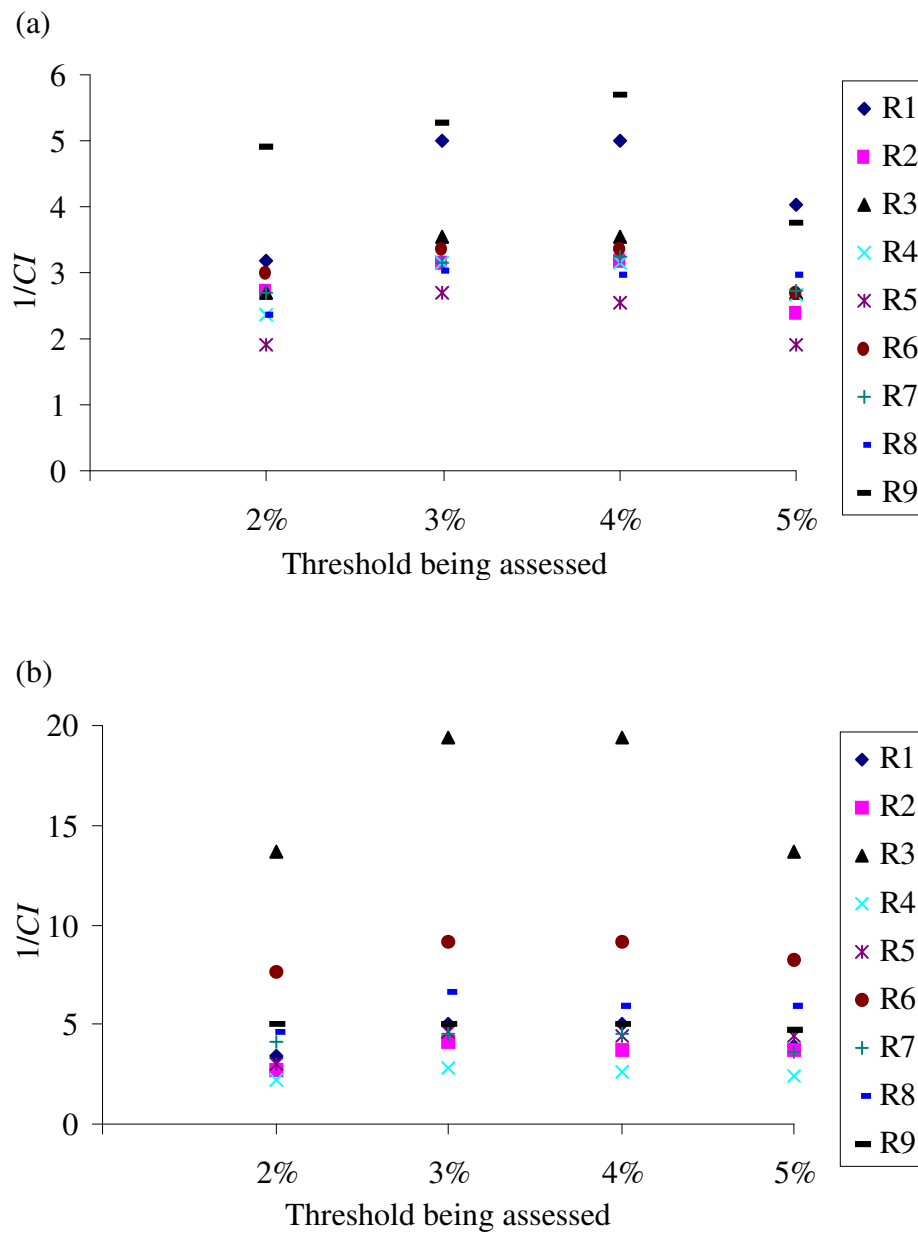 (a)
6
5
4
3
2
1
0
1/CI
2%
3%
4%
5%
Threshold being assessed
R1
R2
R3
R4
R5
R6
R7
R8
R9
(b)
20
15
10
5
0
1/CI
2%
3%
4%
5%
Threshold being assessed
R1
R2
R3
R4
R5
R6
R7
R8
R9